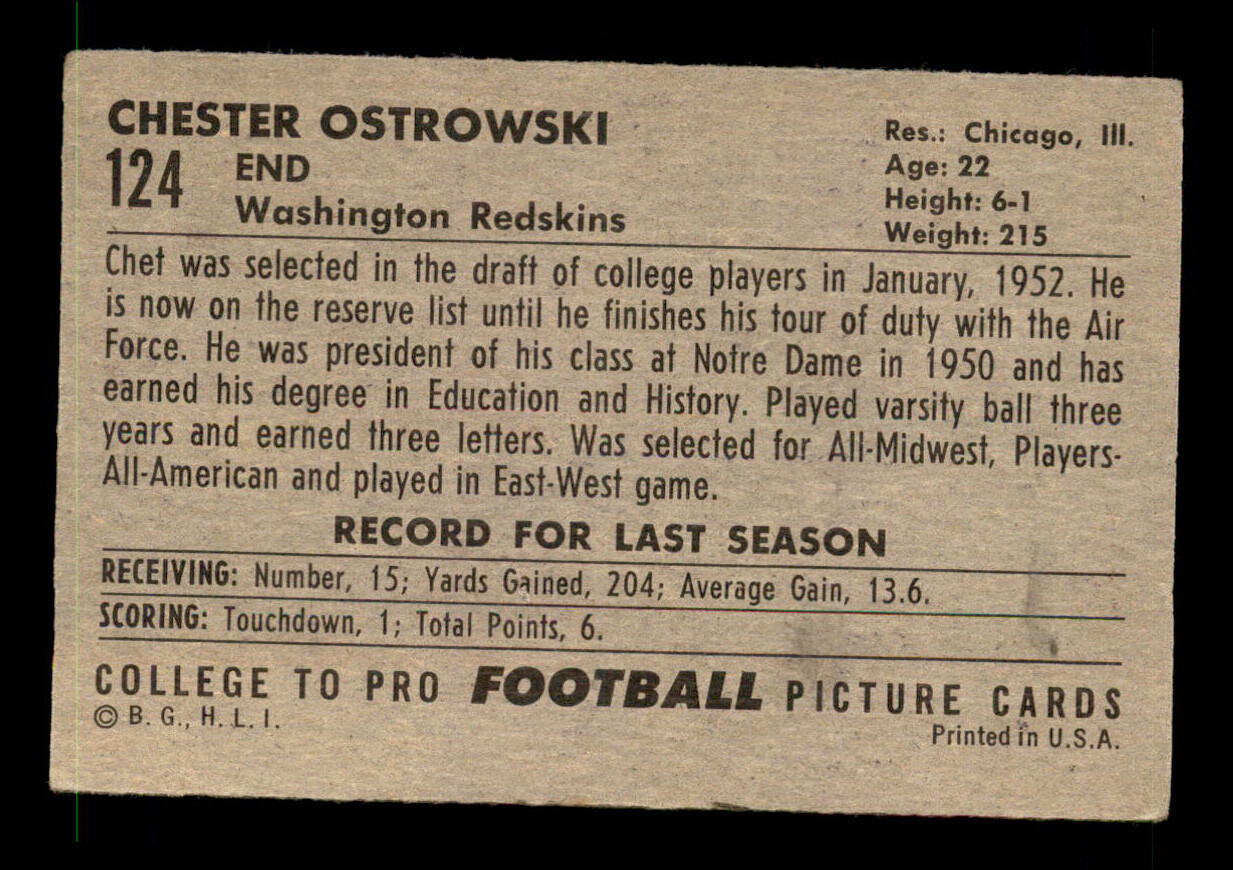 CHESTER OSTROWSKI
124
END
Washington Redskins
Res.: Chicago, Ill.
Age: 22
Height: 6-1
Weight: 215
Chet was selected in the draft of college players in January, 1952. He
is now on the reserve list until he finishes his tour of duty with the Air
Force. He was president of his class at Notre Dame in 1950 and has
earned his degree in Education and History. Played varsity ball three
years and earned three letters. Was selected for All-Midwest, Players-
All-American and played in East-West game.
RECORD FOR LAST SEASON
RECEIVING: Number, 15; Yards Gained, 204; Average Gain, 13.6.
SCORING: Touchdown, 1; Total Points, 6.
COLLEGE TO PRO FOOTBALL PICTURE CARDS
© B. G., H. L. I.
Printed in U.S.A.